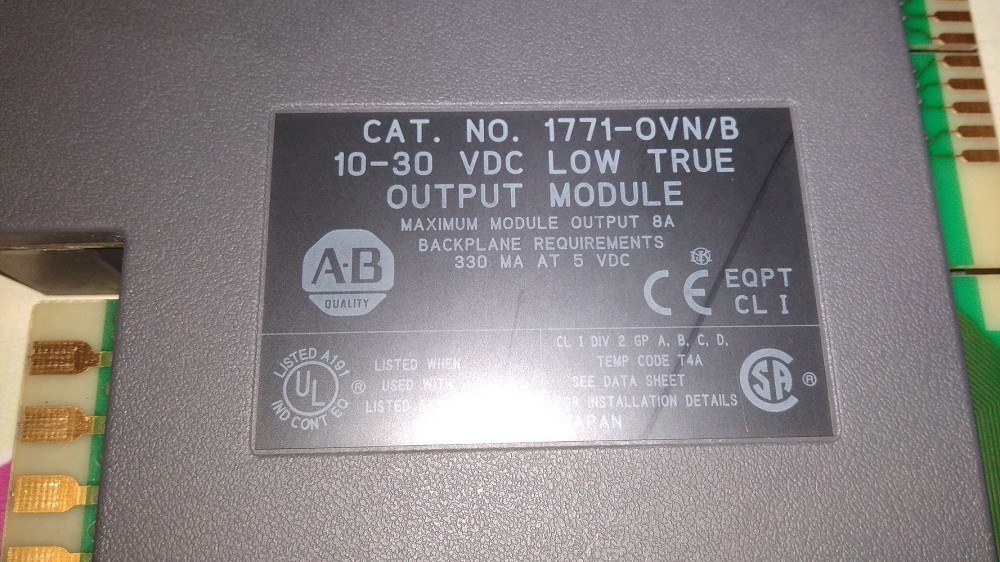 CAT. NO. 1771-OVN/B
10-30 VDC LOW TRUE
OUTPUT MODULE
MAXIMUM MODULE OUTPUT 8A
BACKPLANE REQUIREMENTS
330 MA AT 5 VDC
A-B
QUALITY
CE EQPT
CL I
LISTED A191
UL ®
IND CONT EQ
LISTED WHEN
USED WITH
LISTED
CL I DIV 2 GP A, B, C, D,
TEMP CODE T4A
SEE DATA SHEET
FOR INSTALLATION DETAILS
SA ®